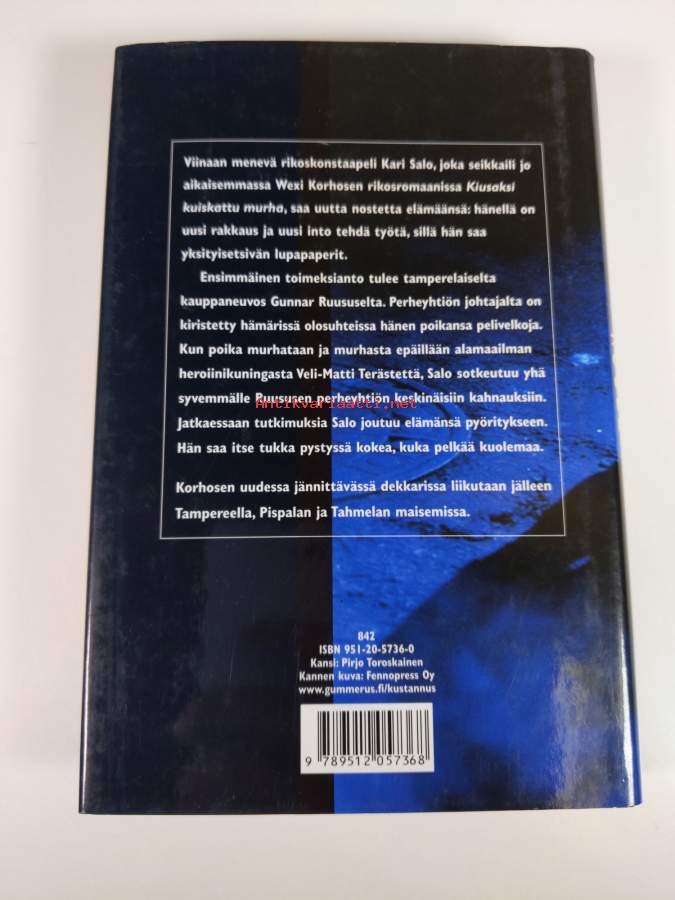 Viinaan menevä rikoskonstaapeli Kari Salo, joka seikkaili jo
aikaisemmassa Wexi Korhosen rikosromaanissa Kiusaksi
kuiskattu murha, saa uutta nostetta elämäänsä: hänellä on
uusi rakkaus ja uusi into tehdä työtä, sillä hän saa
yksityisetsivän lupapaperit.
Ensimmäinen toimeksianto tulee tamperelaiselta
kauppaneuvos Gunnar Ruususelta. Perheyhtiön johtajalta on
kiristetty hämärissä olosuhteissa hänen poikansa pelivelkoja.
Kun poika murhataan ja murhasta epäillään alamaailman
heroiinikuningasta Veli-Matti Terästettä, Salo sotkeutuu yhä
syvemmälle Ruususen perheyhtiön keskinäisiin kahnauksiin.
Antikvariaatti.net
Jatkaessaan tutkimuksia Salo joutuu elämänsä pyöritykseen.
Hän saa itse tukka pystyssä kokea, kuka pelkää kuolemaa.
Korhosen uudessa jännittävässä dekkarissa liikutaan jälleen
Tampereella, Pispalan ja Tahmelan maisemissa.
842
ISBN 951-20-5736-0
Kansi: Pirjo Toroskainen
Kannen kuva: Fennopress Oy
www.gummerus.fi/kustannus
9 789512 057368